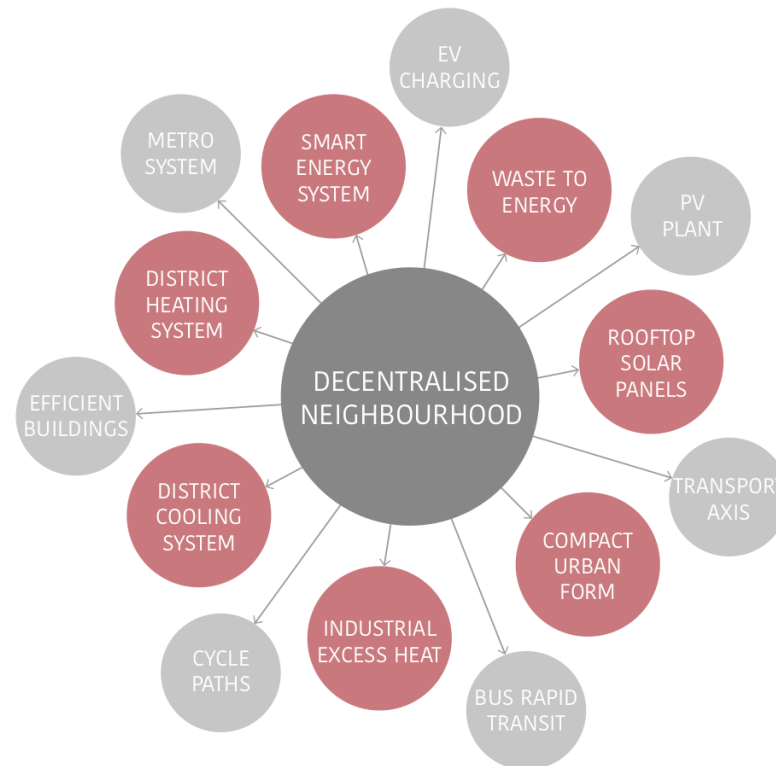 EV
CHARGING
METRO
SYSTEM
SMART
ENERGY
SYSTEM
WASTE TO
ENERGY
PV
PLANT
DISTRICT
HEATING
SYSTEM
ROOFTOP
SOLAR
PANELS
DECENTRALISED
NEIGHBOURHOOD
EFFICIENT
BUILDINGS
DISTRICT
COOLING
SYSTEM
TRANSPORT
AXIS
COMPACT
URBAN
FORM
INDUSTRIAL
EXCESS HEAT
CYCLE
PATHS
BUS RAPID
TRANSIT